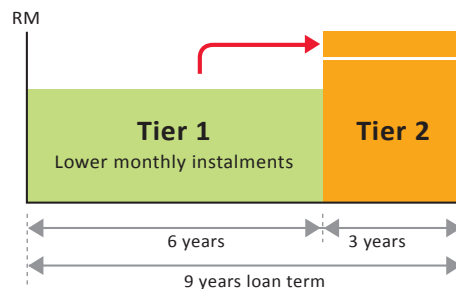 RM
Tier 1
Lower monthly instalments
Tier 2
6 years
3 years
9 years loan term